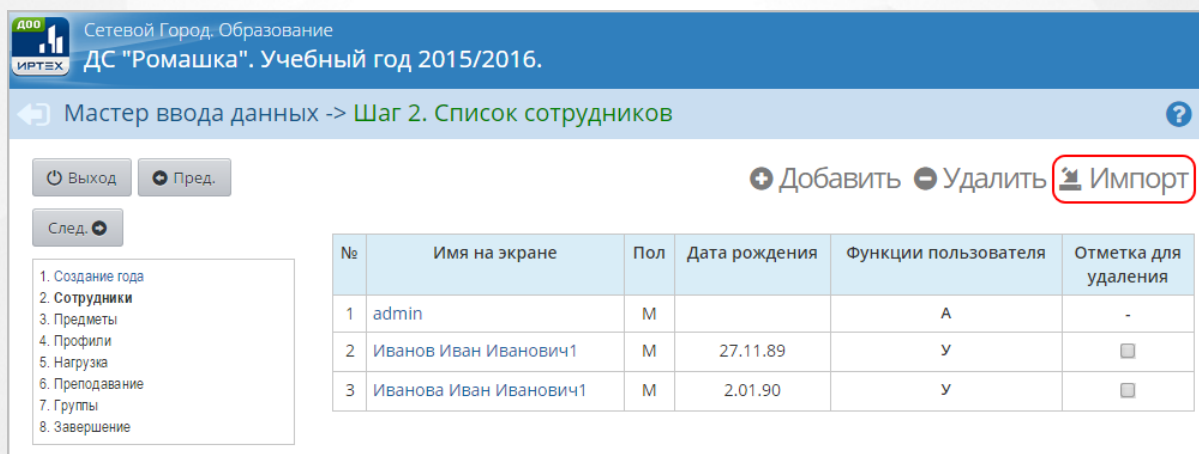 ДОО
ИРТЕХ
Сетевой Город. Образование
ДС "Ромашка". Учебный год 2015/2016.
Мастер ввода данных -> Шаг 2. Список сотрудников
?
Выход Пред.
Добавить Удалить Импорт
След.
1. Создание года
2. Сотрудники
3. Предметы
4. Профили
5. Нагрузка
6. Преподавание
7. Группы
8. Завершение
№ Имя на экране Пол Дата рождения Функции пользователя Отметка для
удаления
1 admin М А -
2 Иванов Иван Иванович1 М 27.11.89 У
3 Иванова Иван Иванович1 М 2.01.90 У